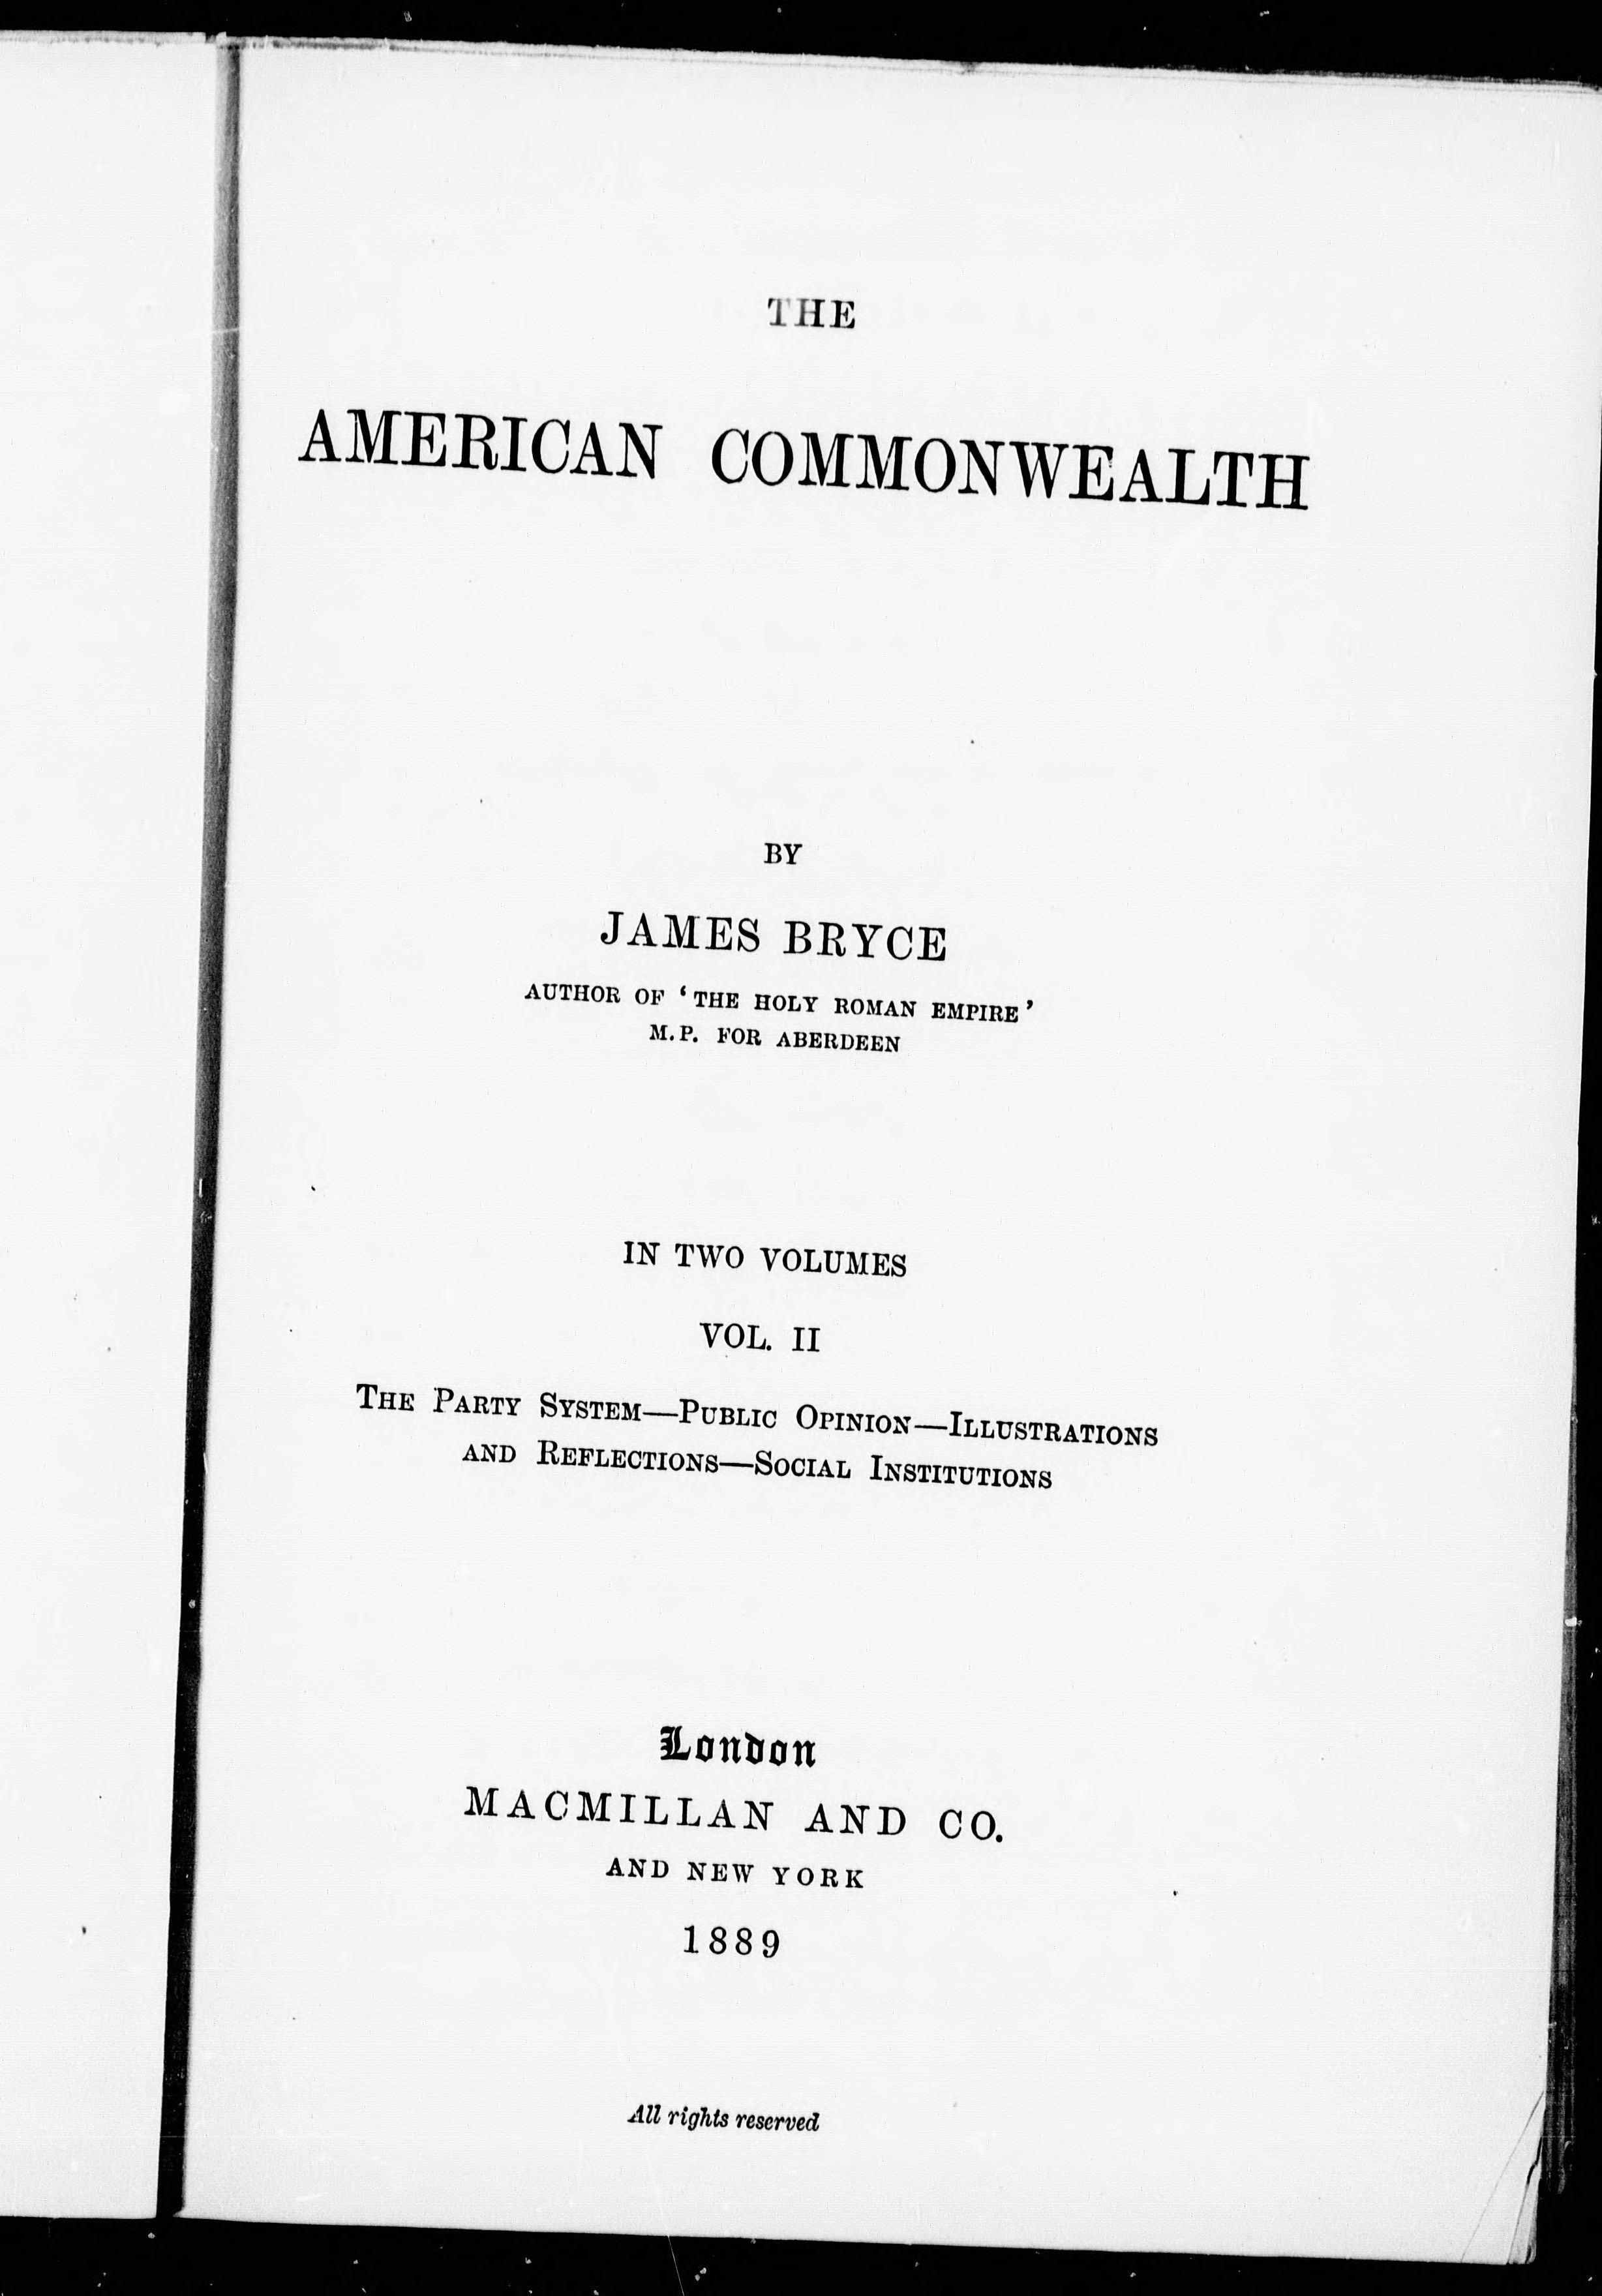 THE
AMERICAN COMMONWEALTH
BY
JAMES BRYCE
AUTHOR OF ‘THE HOLY ROMAN EMPIRE’
M.P. FOR ABERDEEN
IN TWO VOLUMES
VOL. II
THE PARTY SYSTEM—PUBLIC OPINION—ILLUSTRATIONS
AND REFLECTIONS—SOCIAL INSTITUTIONS
London
MACMILLAN AND CO.
AND NEW YORK
1889
All rights reserved